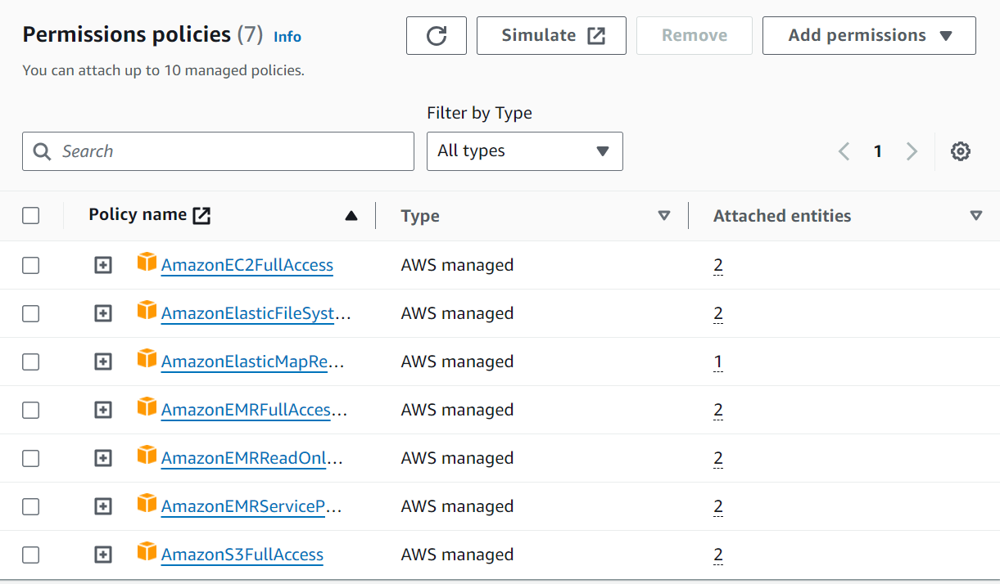 Permissions policies (7) Info
Simulate
Remove
Add permissions
You can attach up to 10 managed policies.
Filter by Type
Search
All types
1
Policy name
Type
Attached entities
AmazonEC2FullAccess AWS managed 2
AmazonElasticFileSyst... AWS managed 2
AmazonElasticMapRe... AWS managed 1
AmazonEMRFullAcces... AWS managed 2
AmazonEMRReadOnl... AWS managed 2
AmazonEMRServiceP... AWS managed 2
AmazonS3FullAccess AWS managed 2